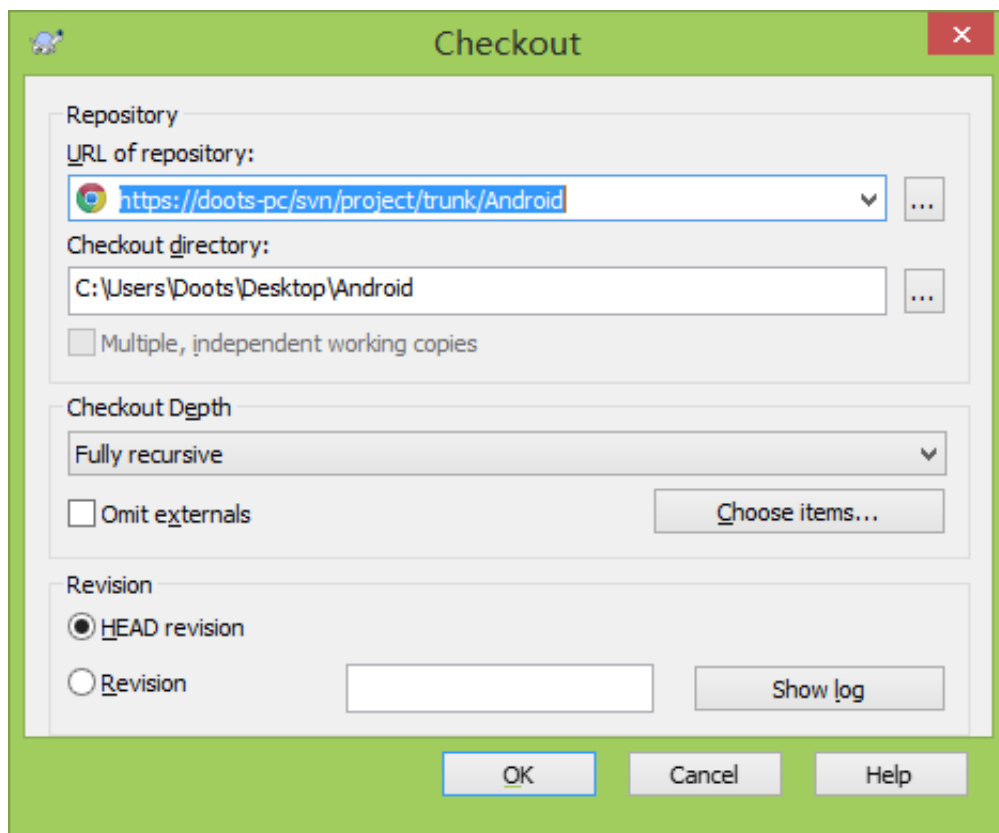 Checkout
Repository
URL of repository:
https://doots-pc/svn/project/trunk/Android
...
Checkout directory:
C:\Users\Doots\Desktop\Android
...
Multiple, independent working copies
Checkout Depth
Fully recursive
Omit externals
Choose items...
Revision
HEAD revision
Revision
Show log
OK
Cancel
Help